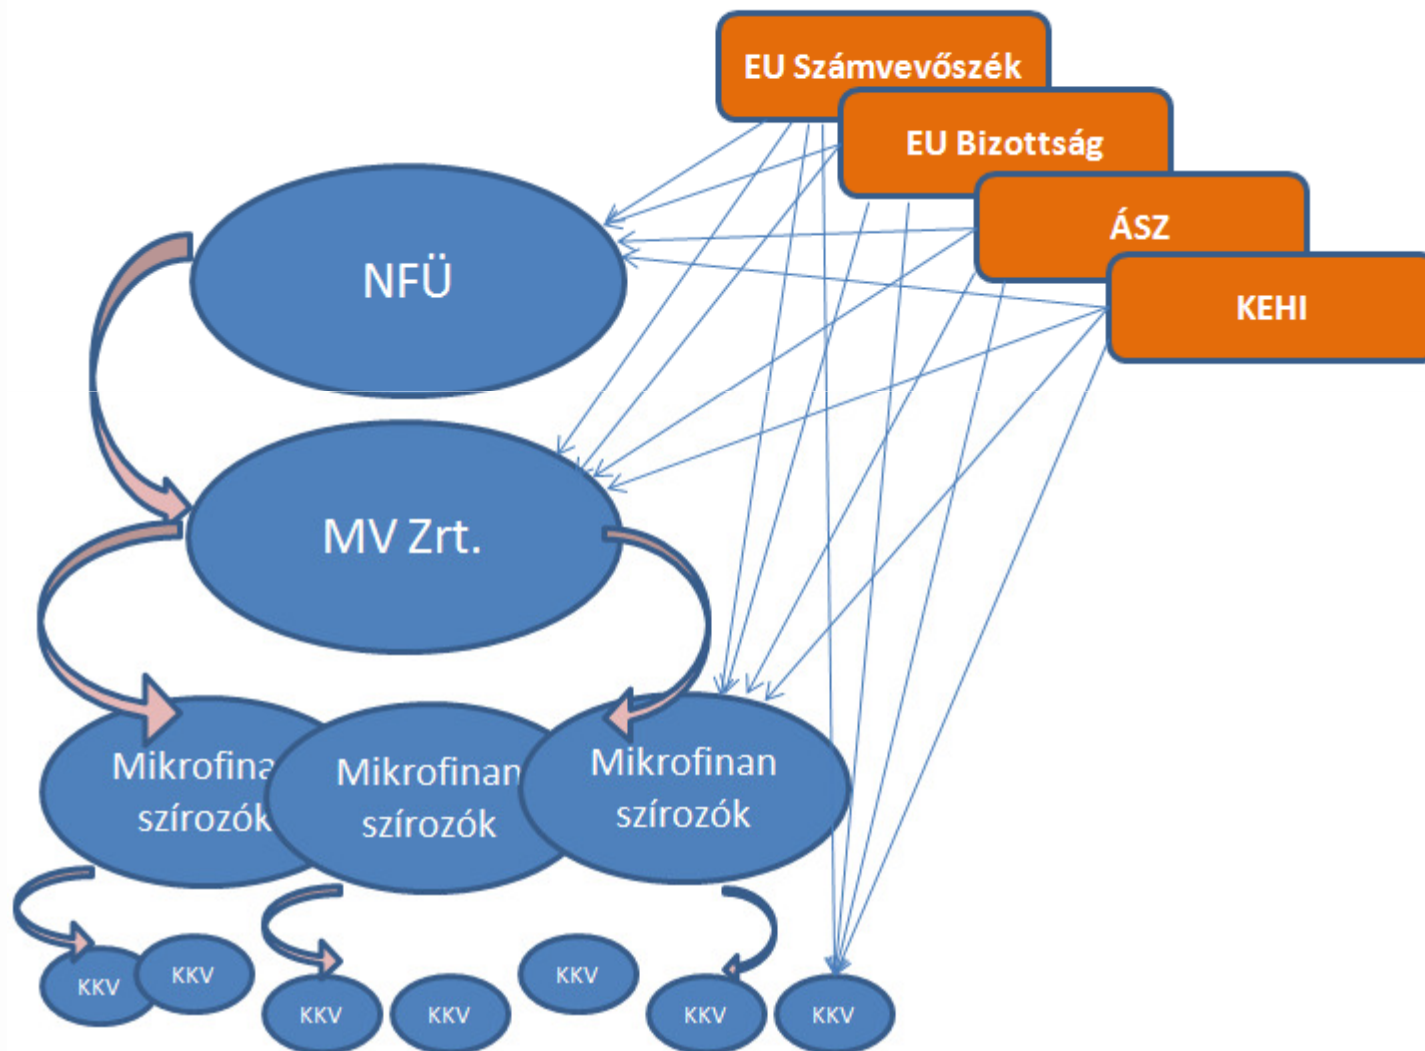 EU Számvevőszék
EU Bizottság
ÁSZ
KEHI
NFÜ
MV Zrt.
Mikrofina
szírozók
Mikrofinan
szírozók
Mikrofinan
szírozók
KKV
KKV
KKV
KKV
KKV
KKV
KKV